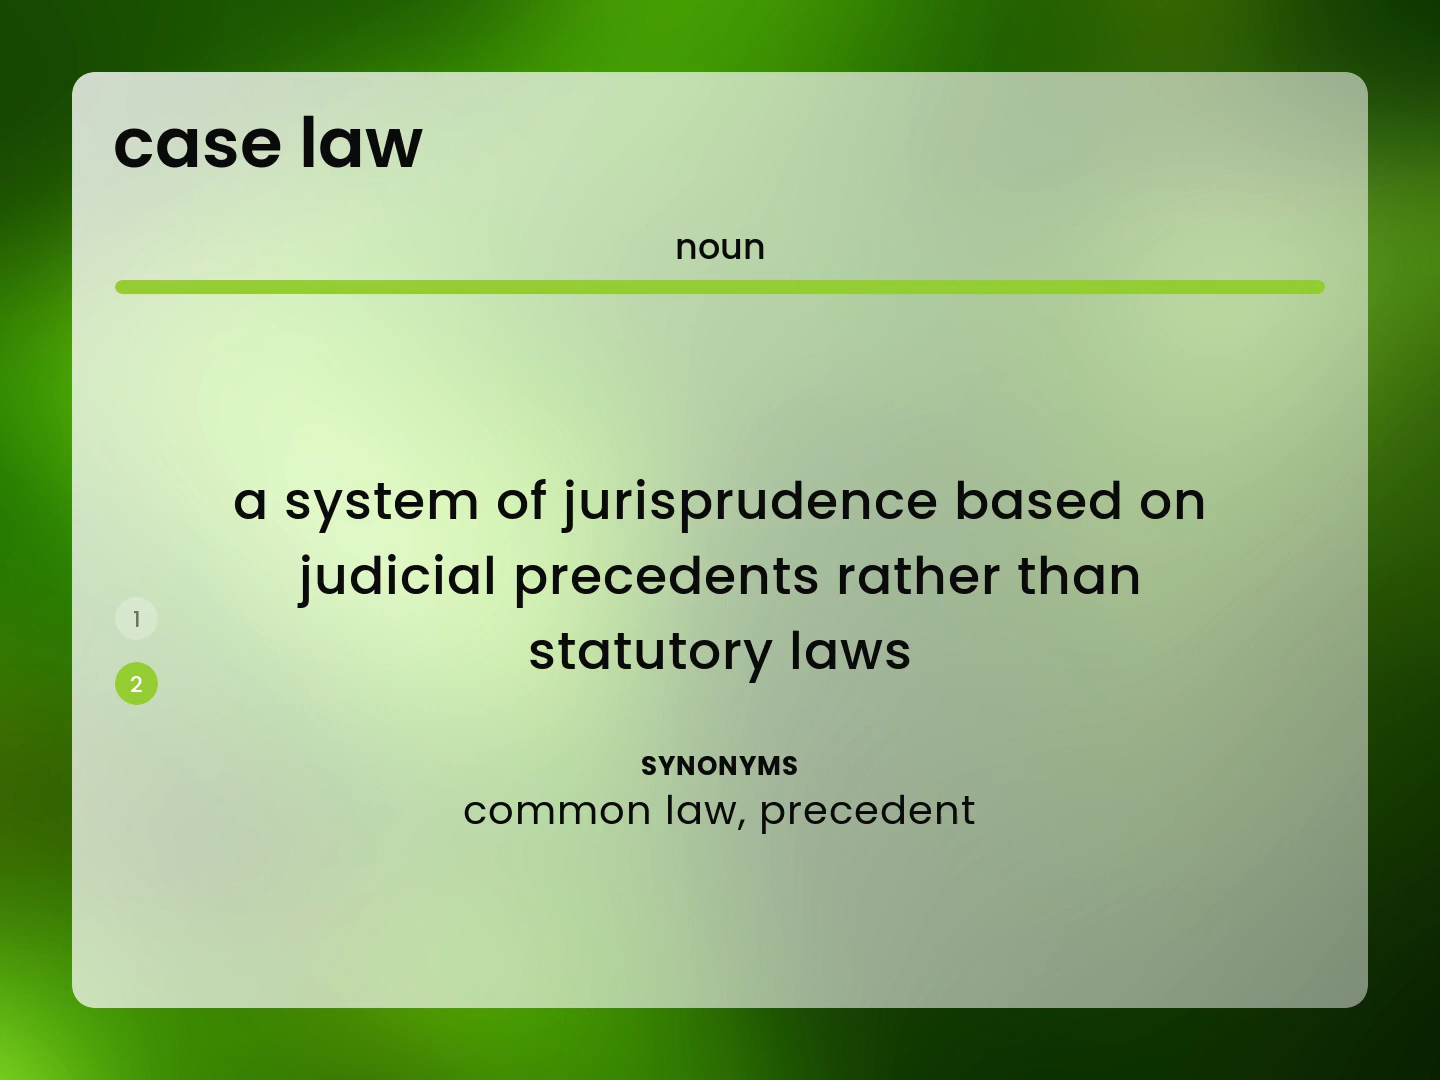 case law
noun
a system of jurisprudence based on
judicial precedents rather than
statutory laws
1
2
SYNONYMS
common law, precedent